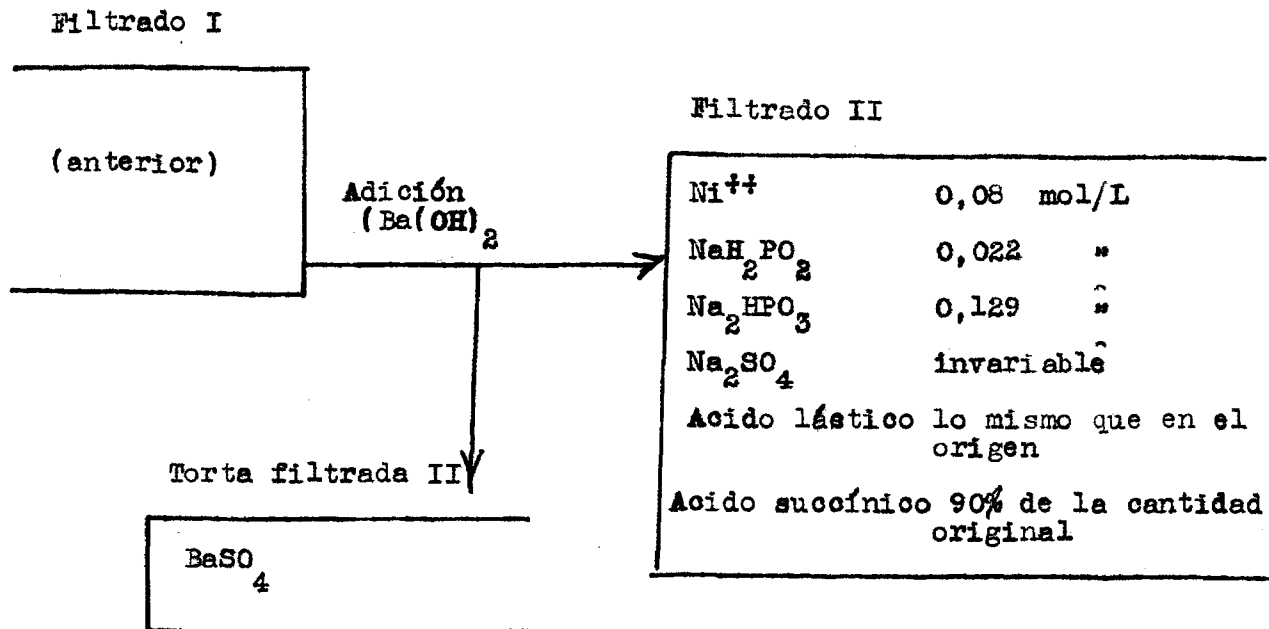 Filtrado I
(anterior)
Adición
(Ba(OH)2
Filtrado II
Ni++ 0,08 mol/L
NaH2PO2 0,022 "
Na2HPO3 0,129 "
Na2SO4 invariable
Acido lástico lo mismo que en el
origen
Acido succínico 90% de la cantidad
original
Torta filtrada II
BaSO4